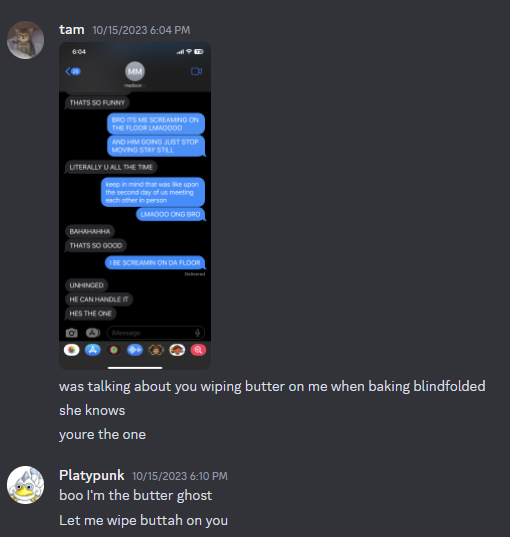 tam 10/15/2023 6:04 PM
6:04
MM
THATS SO FUNNY
BRO ITS ME SCREAMING ON
THE FLOOR LMAOOOO
AND HIM GOING JUST STOP
MOVING STAY STILL
LITERALLY U ALL THE TIME
keep in mind that was like upon
the second day of us meeting
each other in person
LMAOOO ONG BRO
BAHAHAHHA
THATS SO GOOD
I BE SCREAMIN ON DA FLOOR
Delivered
UNHINGED
HE CAN HANDLE IT
HES THE ONE
iMessage
was talking about you wiping butter on me when baking blindfolded
she knows
youre the one
Platypunk 10/15/2023 6:10 PM
boo I'm the butter ghost
Let me wipe buttah on you